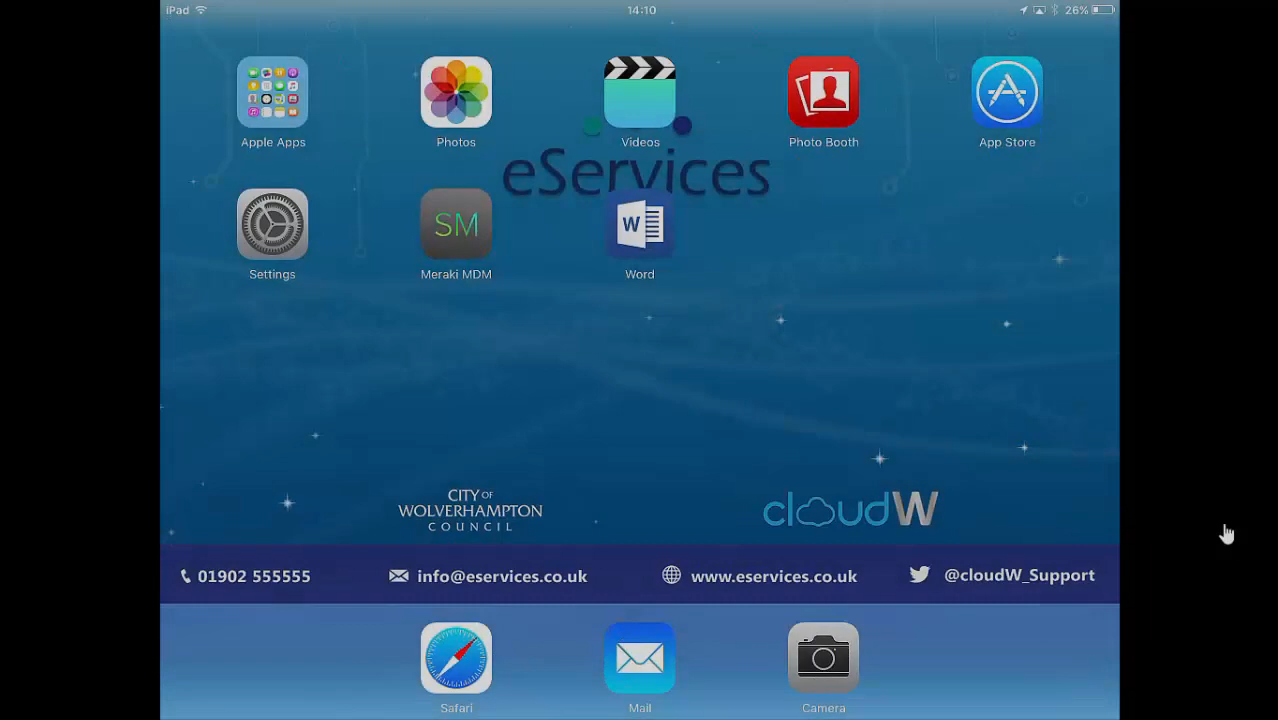 iPad 14:10 26%
Apple Apps Photos Videos Photo Booth App Store
eServices
SM W
Settings Meraki MDM Word
CITY OF
WOLVERHAMPTON
COUNCIL
cloudW
01902 555555 info@eservices.co.uk www.eservices.co.uk @cloudW_Support
Safari Mail Camera